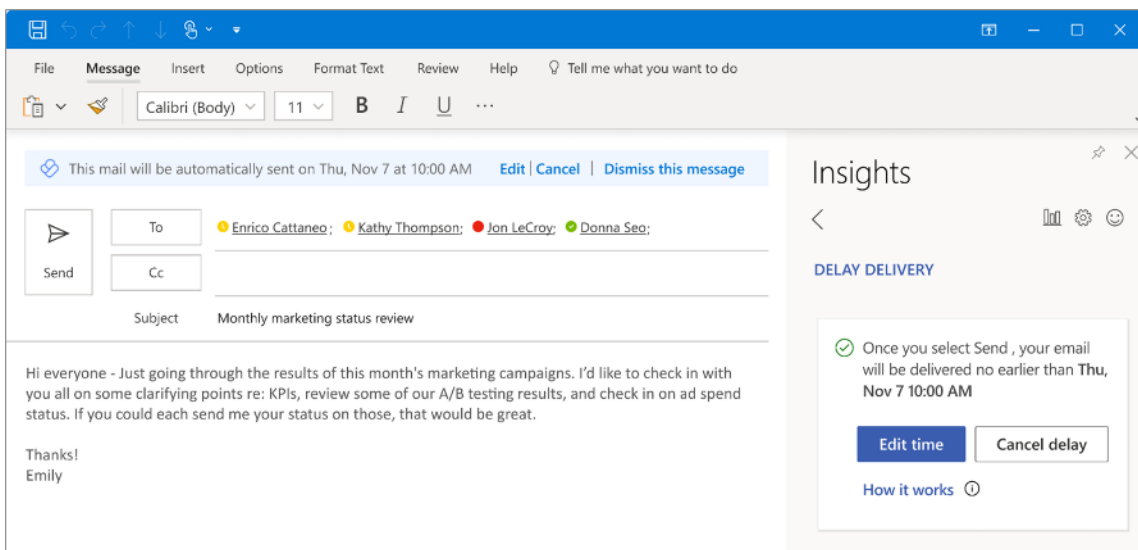 File Message Insert Options Format Text Review Help Tell me what you want to do
Calibri (Body) 11 B I U ...
This mail will be automatically sent on Thu, Nov 7 at 10:00 AM Edit | Cancel | Dismiss this message
Send
To Enrico Cattaneo; Kathy Thompson; Jon LeCroy; Donna Seo;
Cc
Subject Monthly marketing status review
Hi everyone - Just going through the results of this month's marketing campaigns. I'd like to check in with
you all on some clarifying points re: KPIs, review some of our A/B testing results, and check in on ad spend
status. If you could each send me your status on those, that would be great.
Thanks!
Emily
Insights
DELAY DELIVERY
Once you select Send , your email
will be delivered no earlier than Thu,
Nov 7 10:00 AM
Edit time Cancel delay
How it works